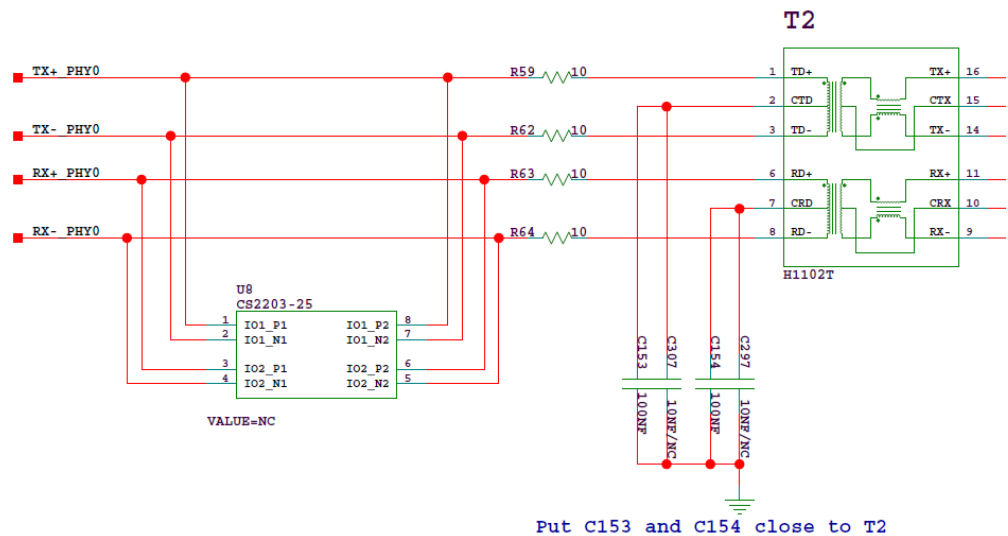 T2
TX+_PHY0 R59 10 1 TD+ TX+ 16
2 CTD CTX 15
TX-_PHY0 R62 10 3 TD- TX- 14
RX+_PHY0 R63 10 6 RD+ RX+ 11
7 CRD CRX 10
RX-_PHY0 R64 10 8 RD- RX- 9
H1102T
U8
CS2203-25
1 IO1_P1 IO1_P2 8
2 IO1_N1 IO1_N2 7
3 IO2_P1 IO2_P2 6
4 IO2_N1 IO2_N2 5
VALUE=NC
C153 100NF
C307 10NF/NC
C154 100NF
C297 10NF/NC
Put C153 and C154 close to T2